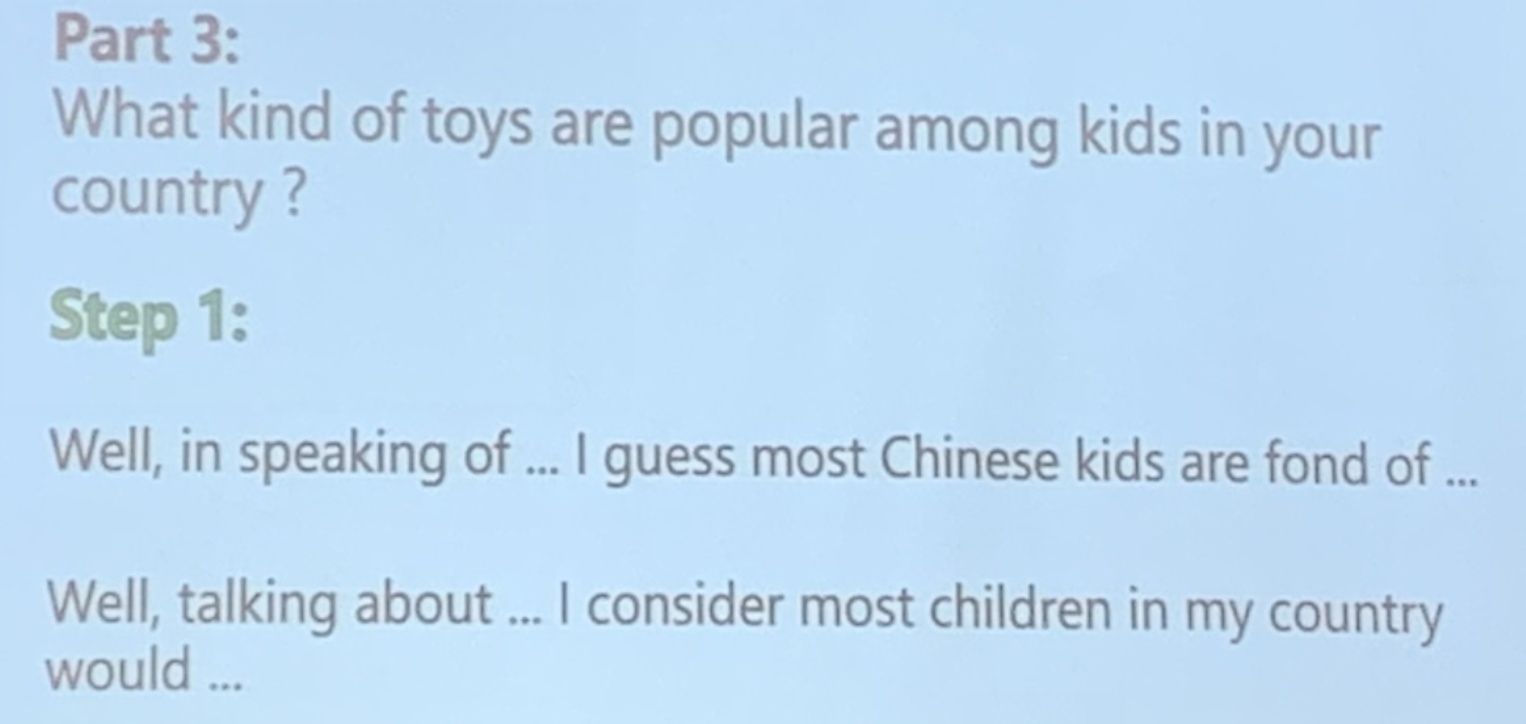 Part 3:
What kind of toys are popular among kids in your
country ?
Step 1:
Well, in speaking of ... I guess most Chinese kids are fond of ...
Well, talking about ... I consider most children in my country
would ...